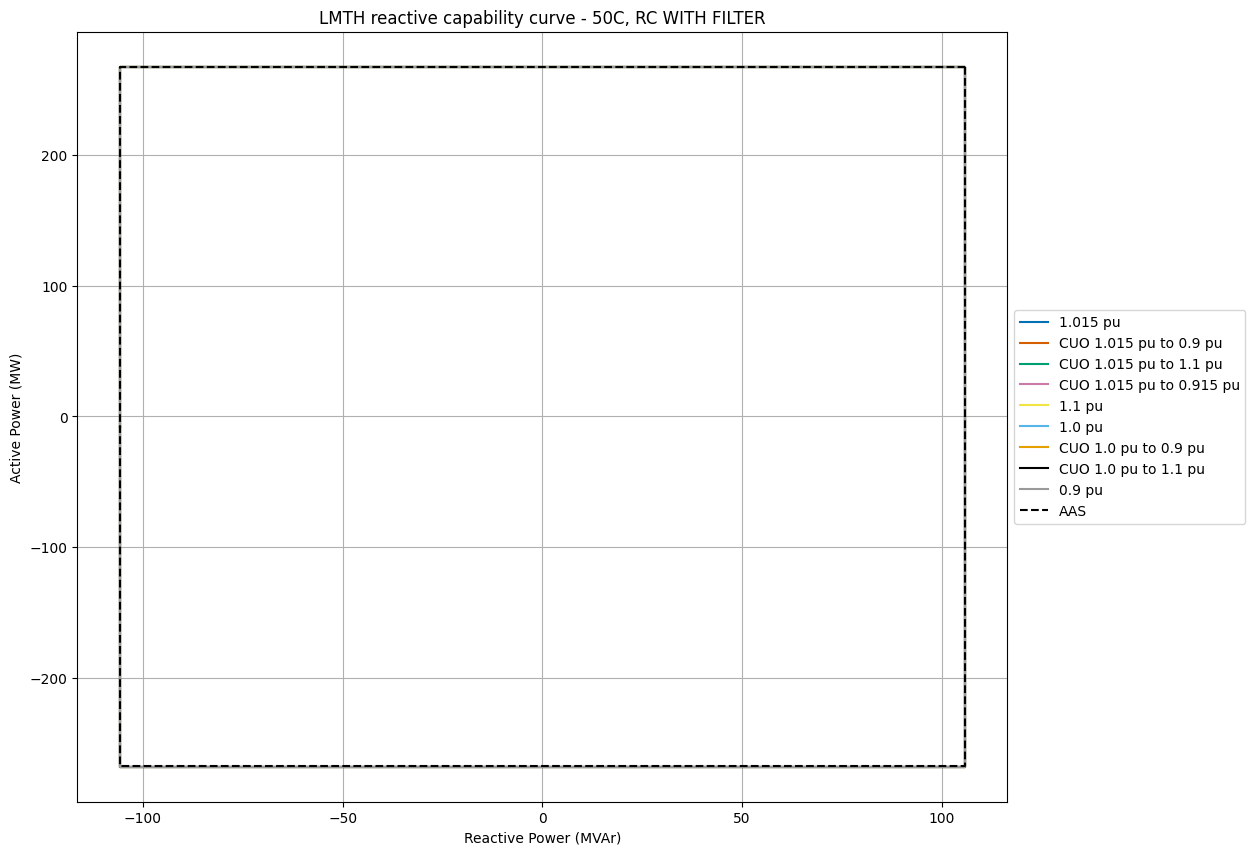 LMTH reactive capability curve - 50C, RC WITH FILTER
Active Power (MW)
200
100
0
−100
−200
−100
−50
0
50
100
Reactive Power (MVAr)
1.015 pu
CUO 1.015 pu to 0.9 pu
CUO 1.015 pu to 1.1 pu
CUO 1.015 pu to 0.915 pu
1.1 pu
1.0 pu
CUO 1.0 pu to 0.9 pu
CUO 1.0 pu to 1.1 pu
0.9 pu
AAS